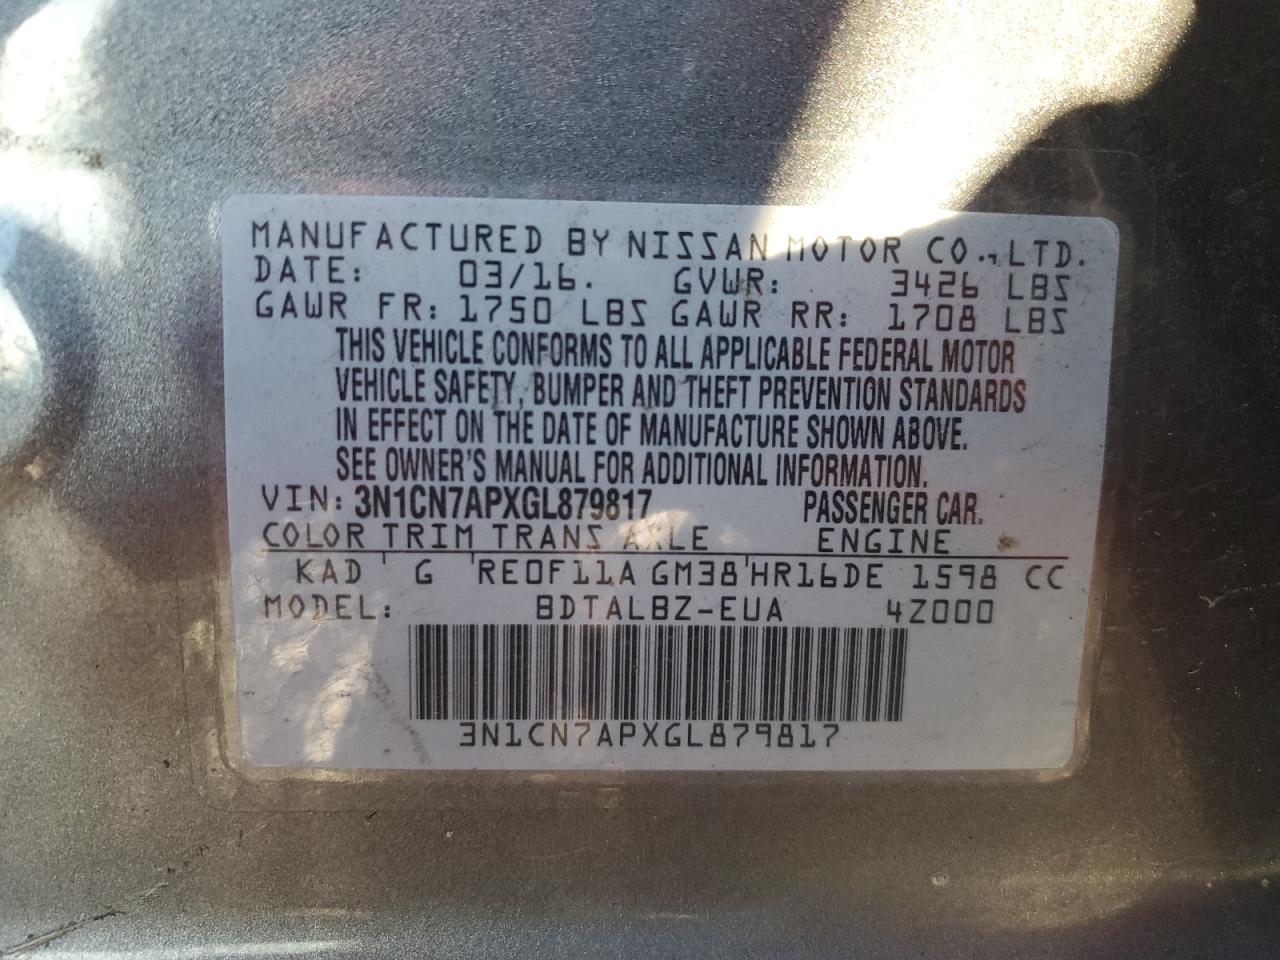 MANUFACTURED BY NISSAN MOTOR CO.,LTD.
DATE: 03/16. GVWR: 3426 LBS
GAWR FR: 1750 LBS GAWR RR: 1708 LBS
THIS VEHICLE CONFORMS TO ALL APPLICABLE FEDERAL MOTOR
VEHICLE SAFETY, BUMPER AND THEFT PREVENTION STANDARDS
IN EFFECT ON THE DATE OF MANUFACTURE SHOWN ABOVE.
SEE OWNER'S MANUAL FOR ADDITIONAL INFORMATION.
VIN: 3N1CN7APXGL879817 PASSENGER CAR.
COLOR TRIM TRANS AXLE ENGINE
KAD G RE0F11A GM38 HR16DE 1598 CC
MODEL: BDTALBZ-EUA 4Z000
3N1CN7APXGL879817